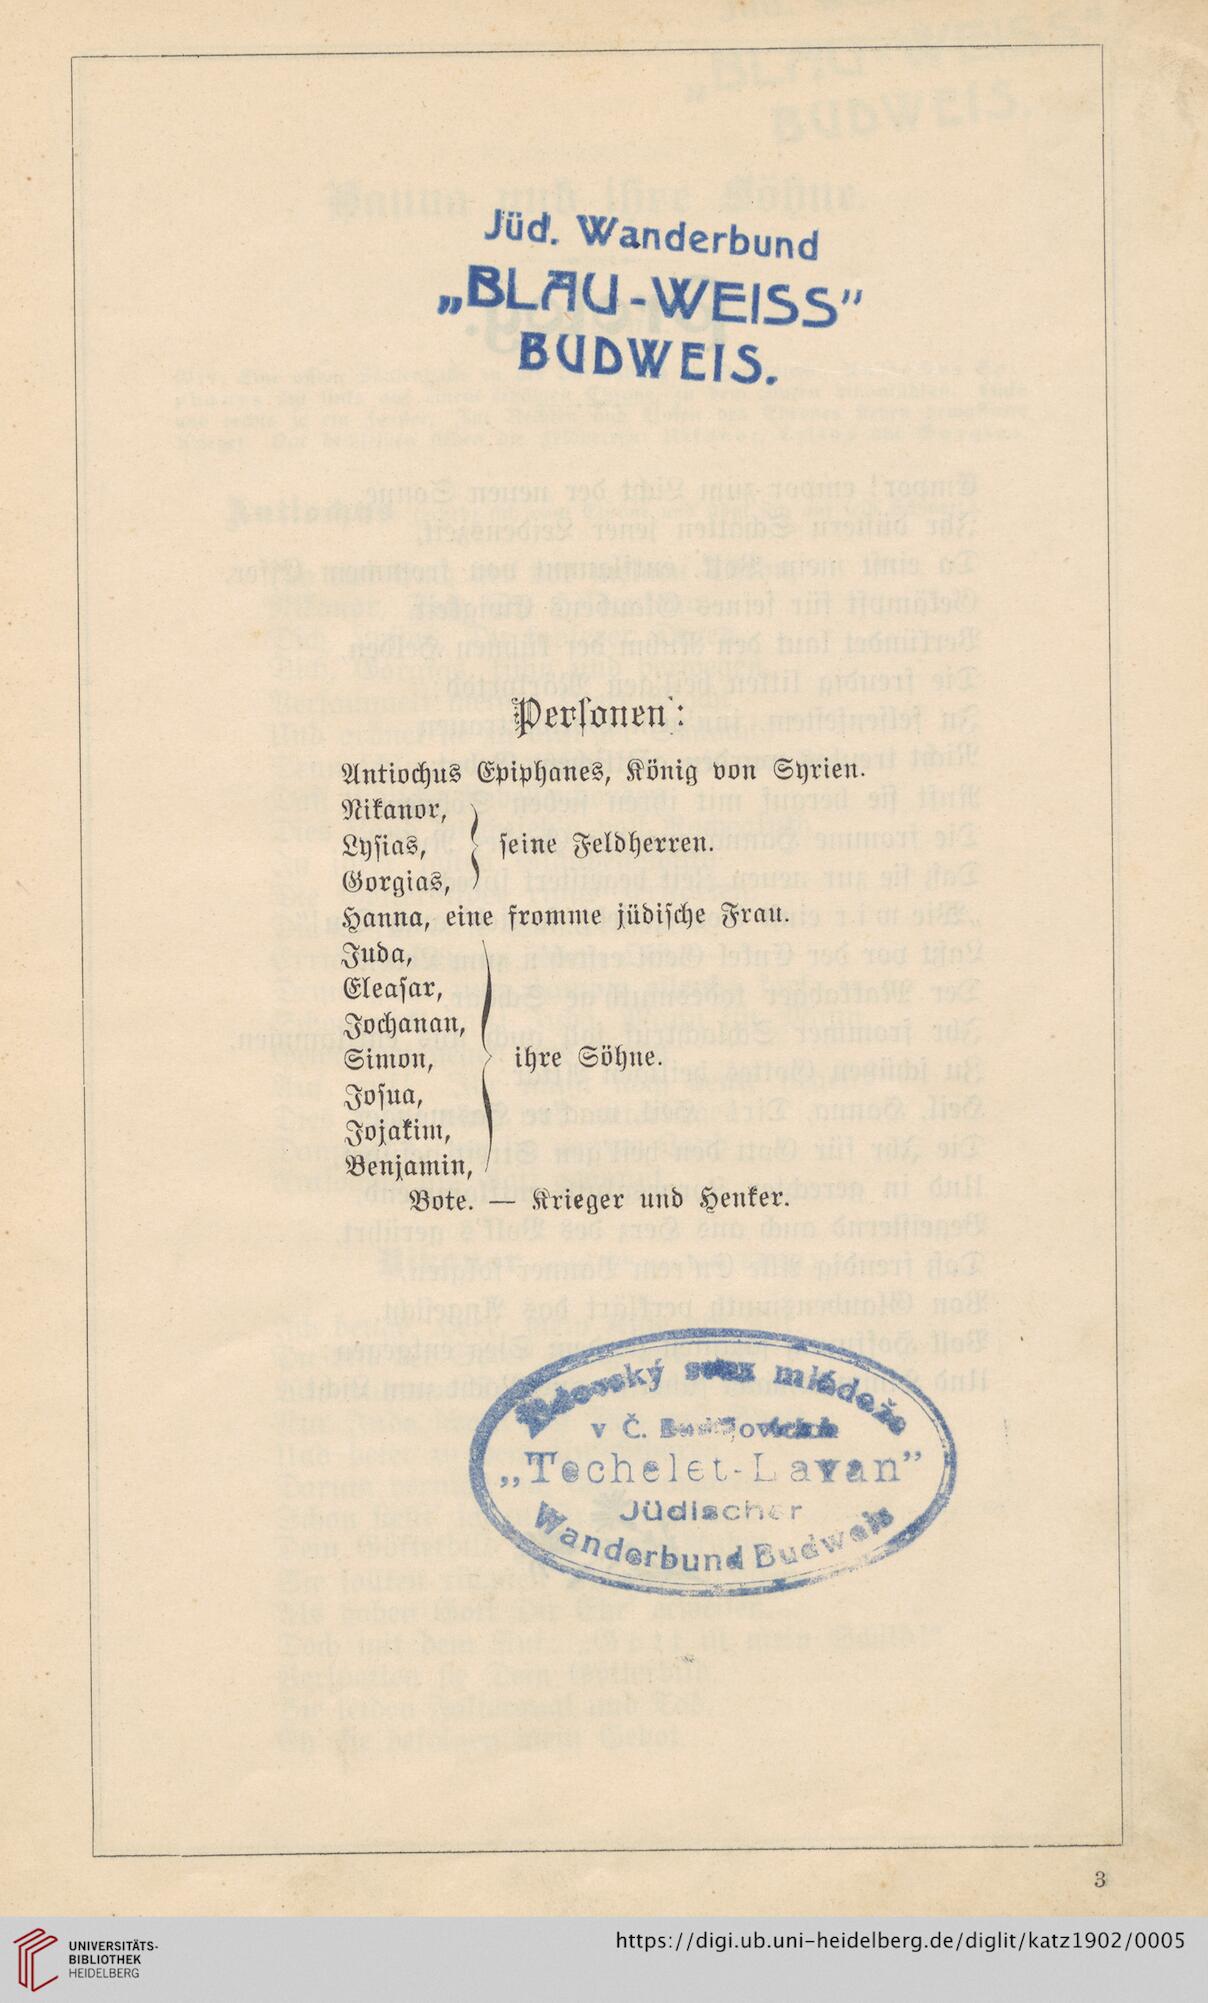 Jüd. Wanderbund
„BLAU-WEISS”
BUDWEIS.
Personen:
Antiochus Epiphanes, König von Syrien.
Nikanor,
Lysias, } seine Feldherren.
Gorgias,
Hanna, eine fromme jüdische Frau.
Juda,
Eleasar,
Jochanan,
Simon, } ihre Söhne.
Josua,
Jojakim,
Benjamin,
Bote. — Krieger und Henker.
mládeže
v Č.
„Techelet-Lavan”
Jüdischer
Wanderbund Budweis
3
UNIVERSITÄTS-
BIBLIOTHEK
HEIDELBERG
https://digi.ub.uni-heidelberg.de/diglit/katz1902/0005